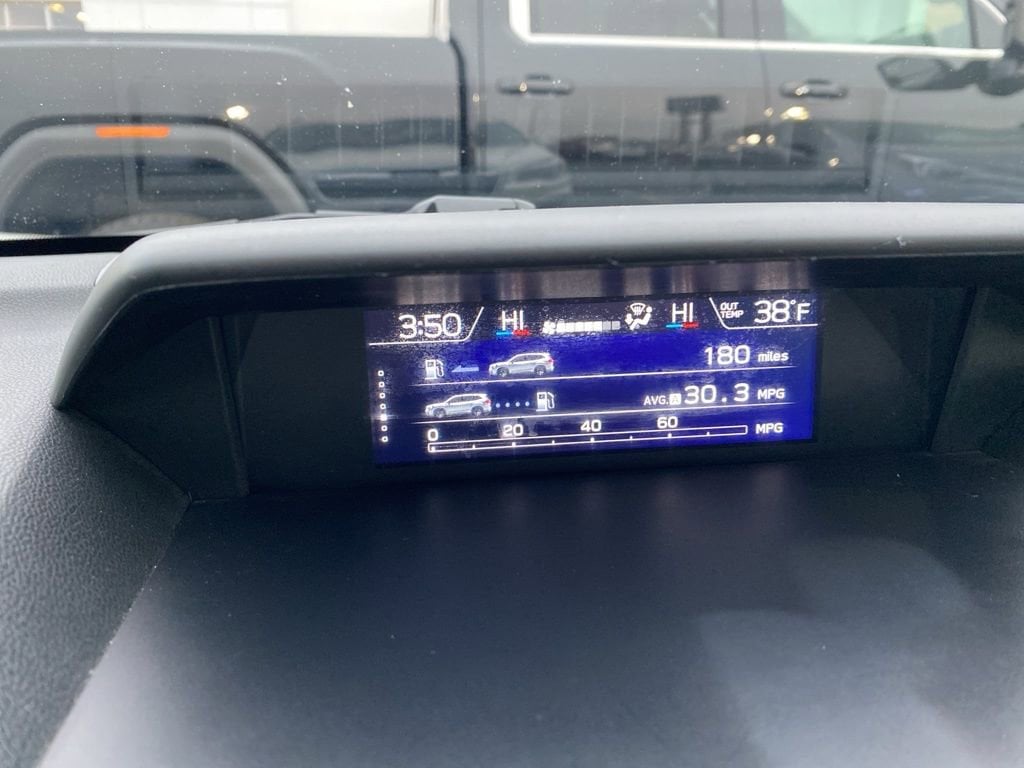 3:50 HI HI OUT TEMP 38°F
180 miles
AVG. A 30.3 MPG
0 20 40 60 MPG